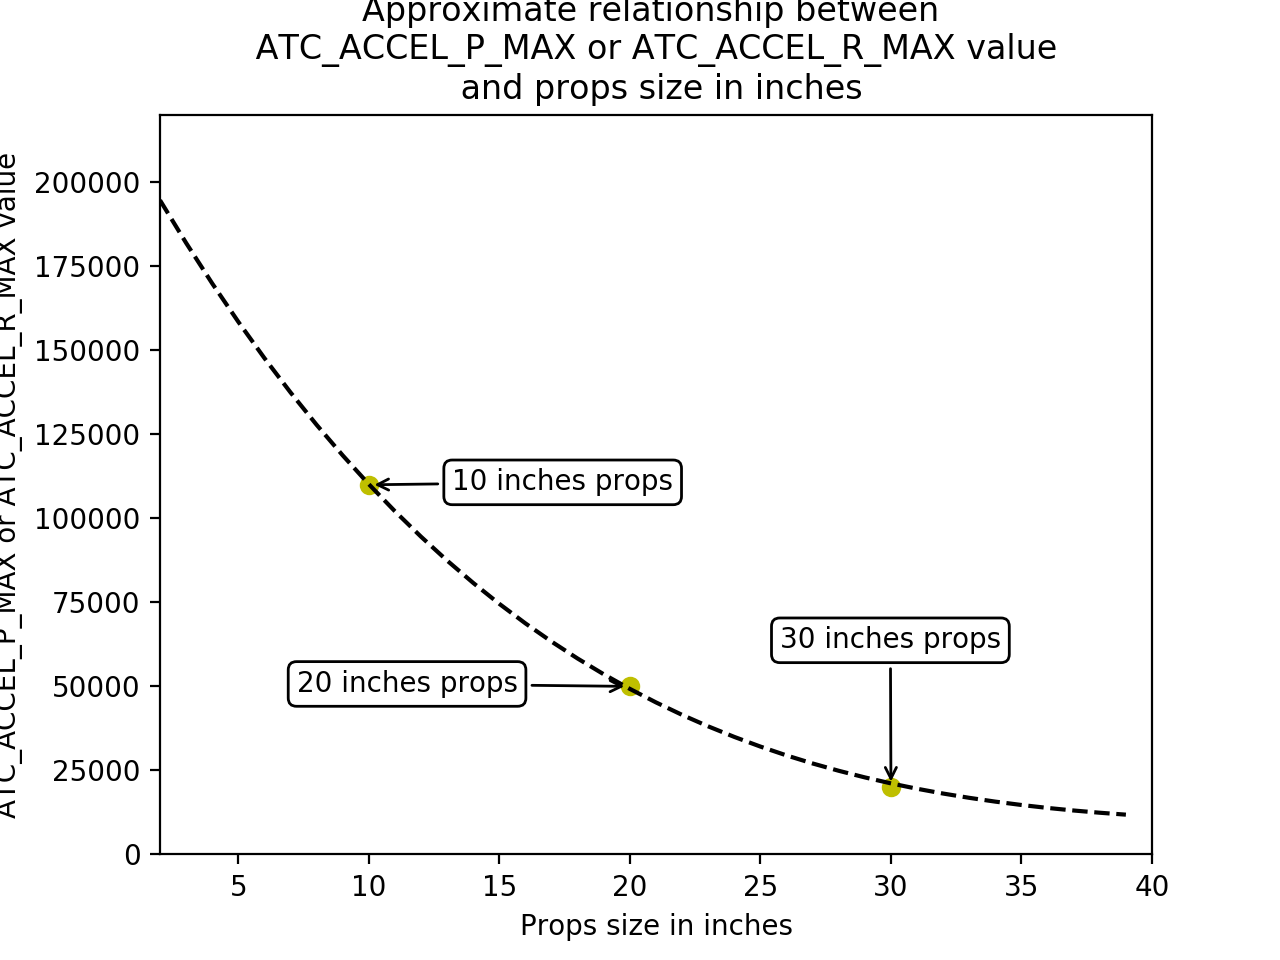 Approximate relationship between
ATC_ACCEL_P_MAX or ATC_ACCEL_R_MAX value
and props size in inches
ATC_ACCEL_P_MAX or ATC_ACCEL_R_MAX value
200000
175000
150000
125000
100000
75000
50000
25000
0
10 inches props
20 inches props
30 inches props
5 10 15 20 25 30 35 40
Props size in inches